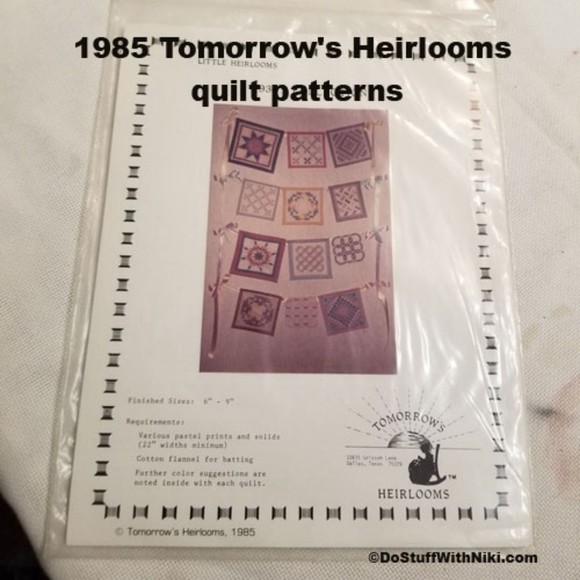 1985 Tomorrow's Heirlooms
LITTLE HEIRLOOMS
quilt patterns
Finished Sizes: 6" - 9"
Requirements:
Various pastel prints and solids
(22" widths minimum)
Cotton flannel for batting
Further color suggestions are
noted inside with each quilt.
TOMORROW'S
Dallas, Texas
HEIRLOOMS
TM
© Tomorrow's Heirlooms, 1985
©DoStuffWithNiki.com